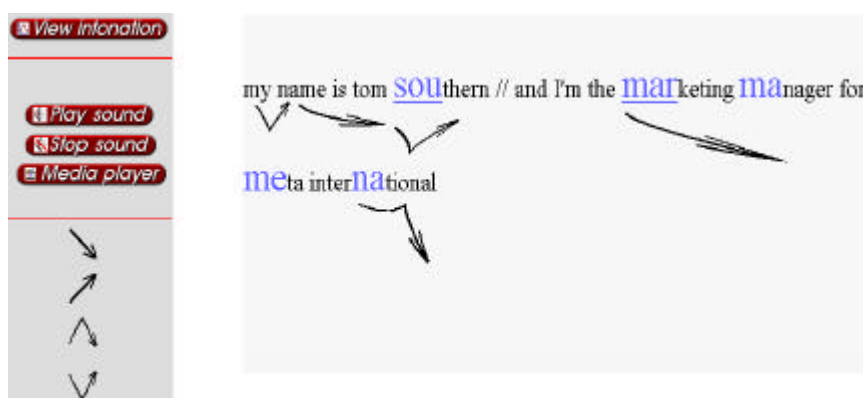 View intonation
Play sound
Stop sound
Media player
my name is tom southern // and I'm the marketing manager for
meta international